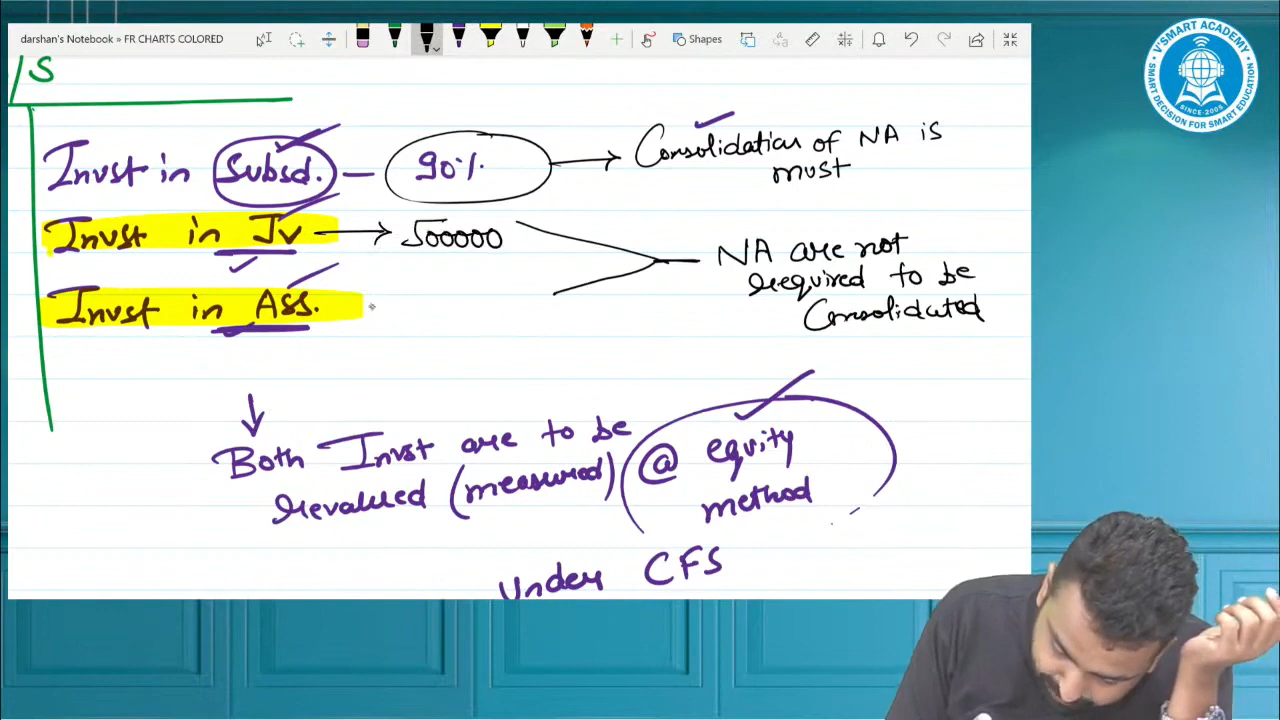 darshan's Notebook » FR CHARTS COLORED
Shapes
V'SMART ACADEMY
SMART DECISION FOR SMART EDUCATION
SINCE-2005
/S
Invst in Subsd. — 90% → Consolidation of NA is must
Invst in JV → 500000
Invst in Ass.
NA are not
required to be
Consolidated
Both Invst are to be
revalued (measured) @ equity
method
under CFS